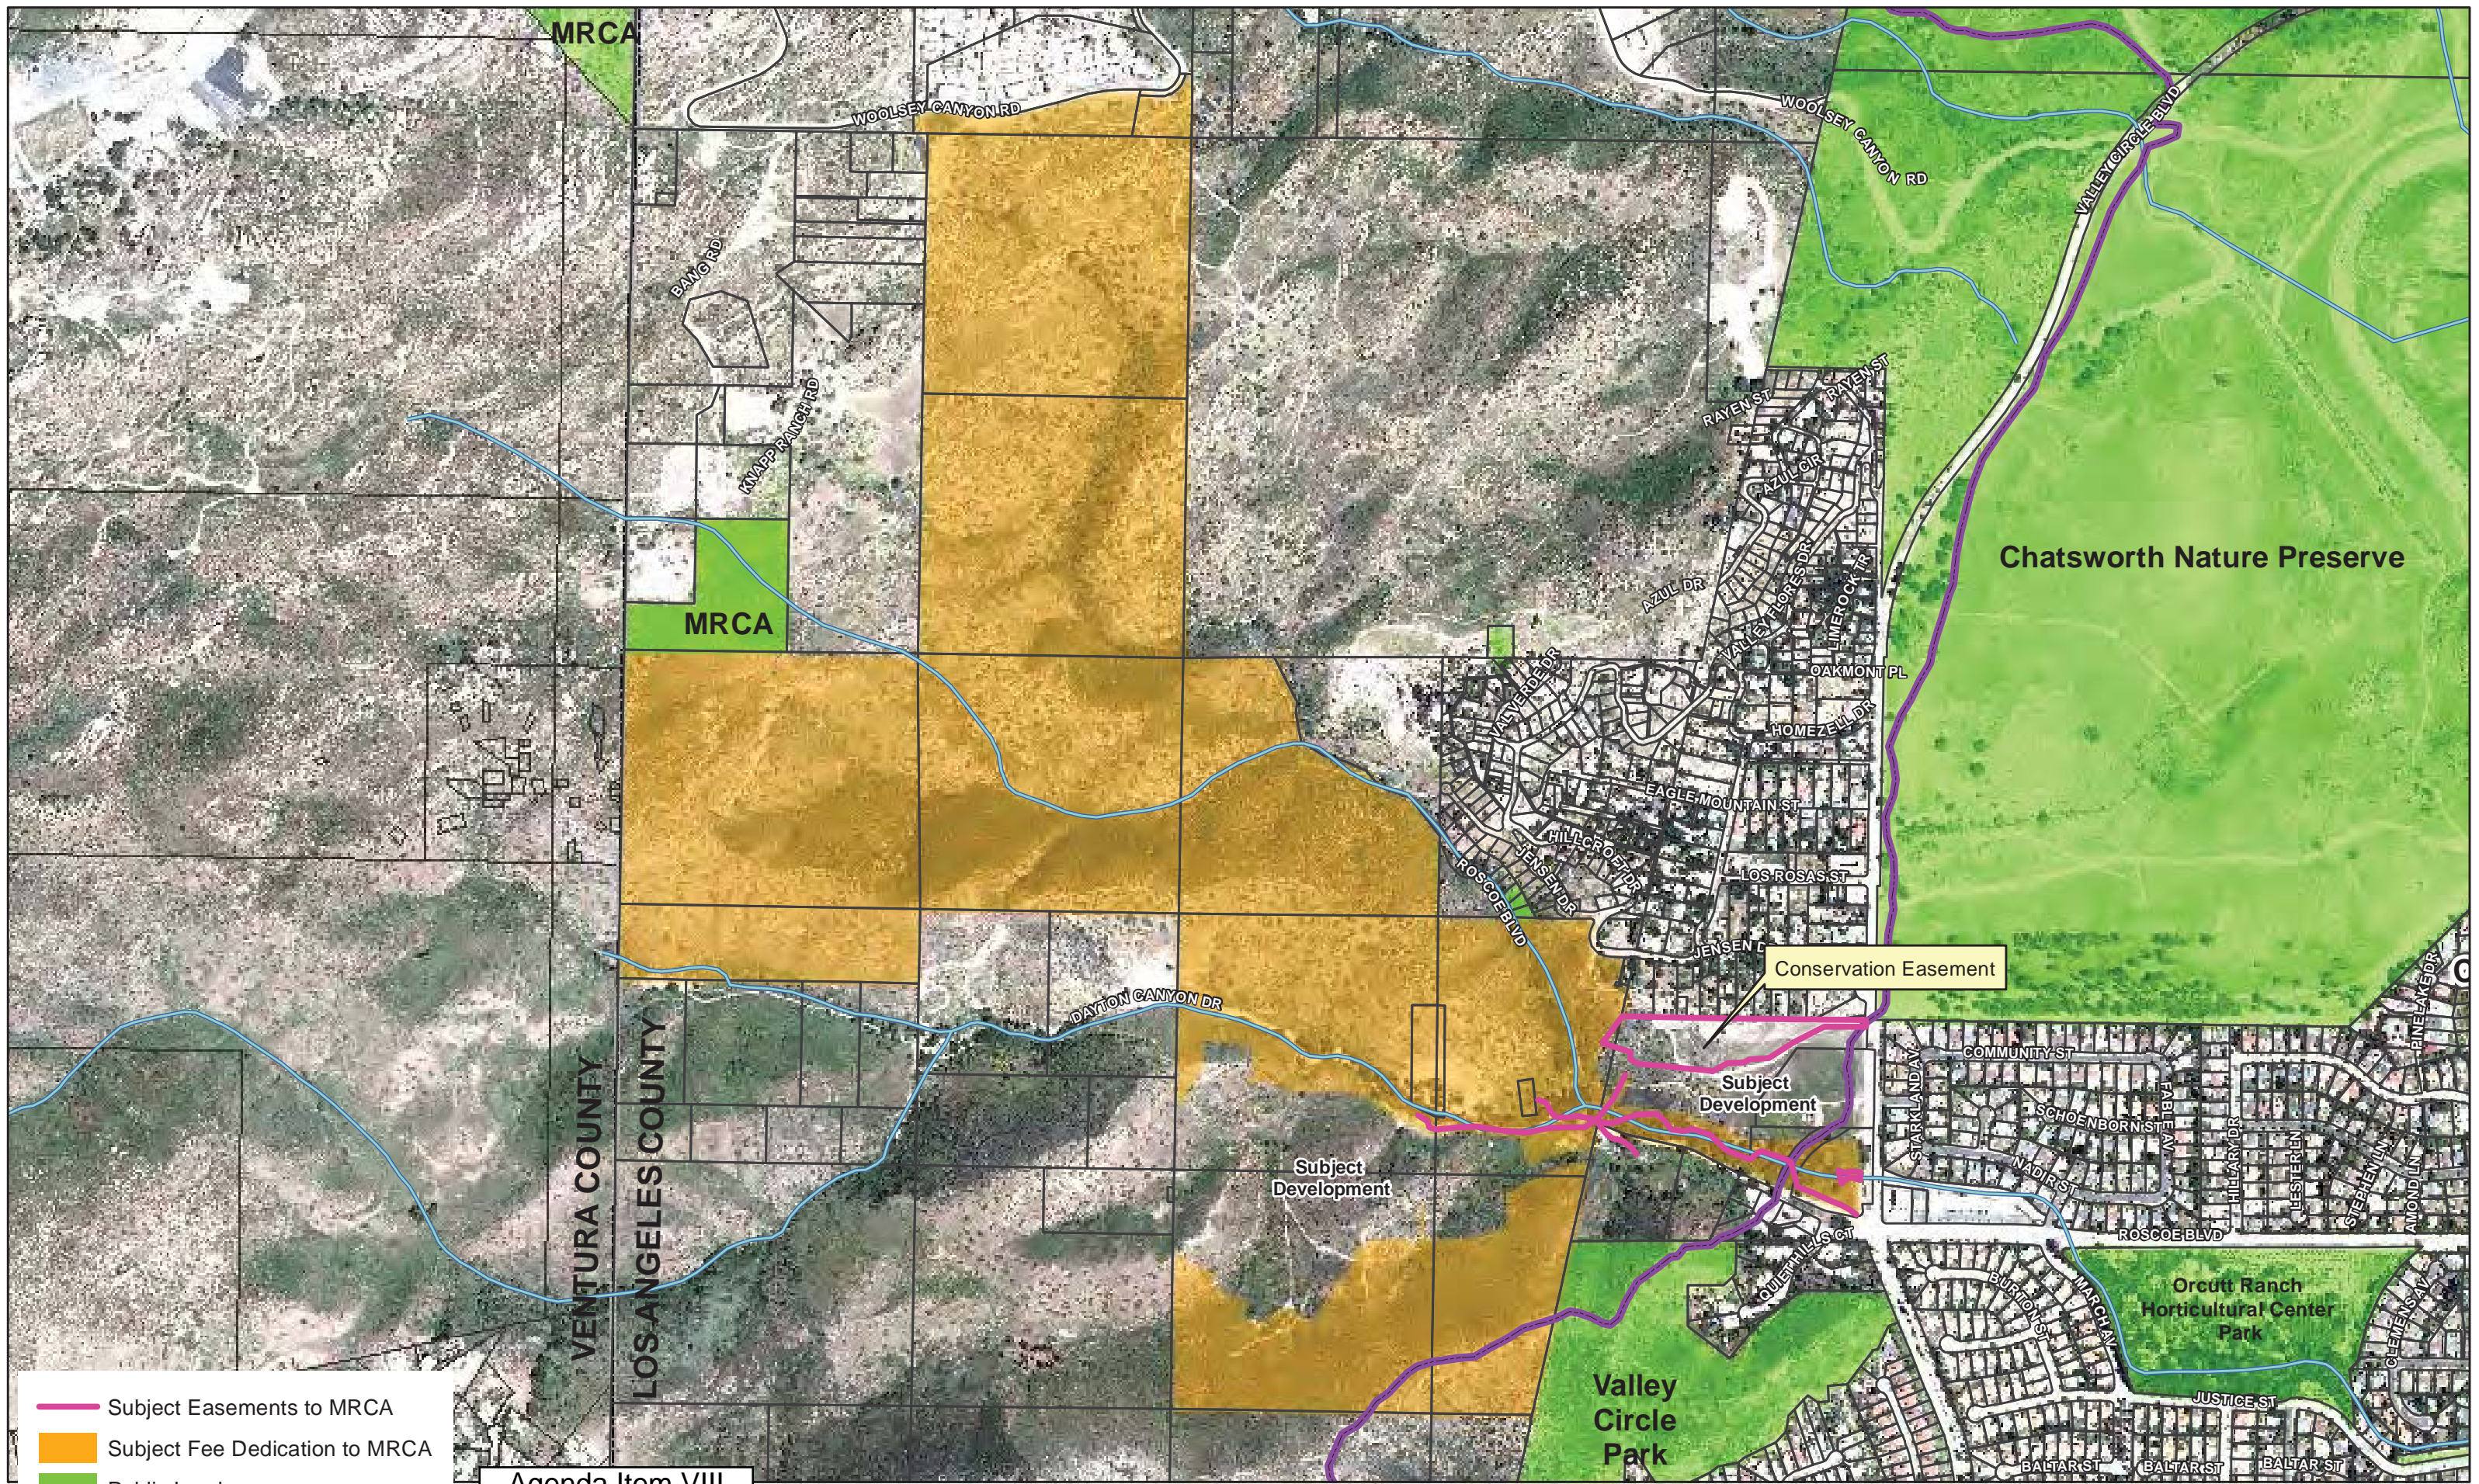 MRCA
WOOLSEY CANYON RD
WOOLSEY CANYON RD
VALLEY CIRCLE BLVD
BANG RD
KNAPP RANCH RD
RAYEN ST
RAYEN ST
AZUL CIR
Chatsworth Nature Preserve
AZUL DR
VALLEY FLORES DR
LIMEROCK TR
MRCA
OAKMONT PL
VALVERDE DR
HOMEZELL DR
EAGLE MOUNTAIN ST
HILLCROFT DR
JENSEN DR
LOS ROSAS ST
ROSCOE BLVD
JENSEN D
Conservation Easement
PINE LAKE DR
DAYTON CANYON DR
VENTURA COUNTY
LOS ANGELES COUNTY
COMMUNITY ST
STARKLAND AV
FABLE AV
SCHOENBORN ST
NADIR ST
HILLARY DR
LESTER LN
STEPHEN LN
AMONDI LN
Subject
Development
Subject
Development
ROSCOE BLVD
QUIET HILLS CT
BURTON ST
MARCH AV
Orcutt Ranch
Horticultural Center
Park
CLEMENS AV
Valley
Circle
Park
JUSTICE ST
BALTAR ST
BALTAR ST
BALTAR ST
Subject Easements to MRCA
Subject Fee Dedication to MRCA
Agenda Item VIII